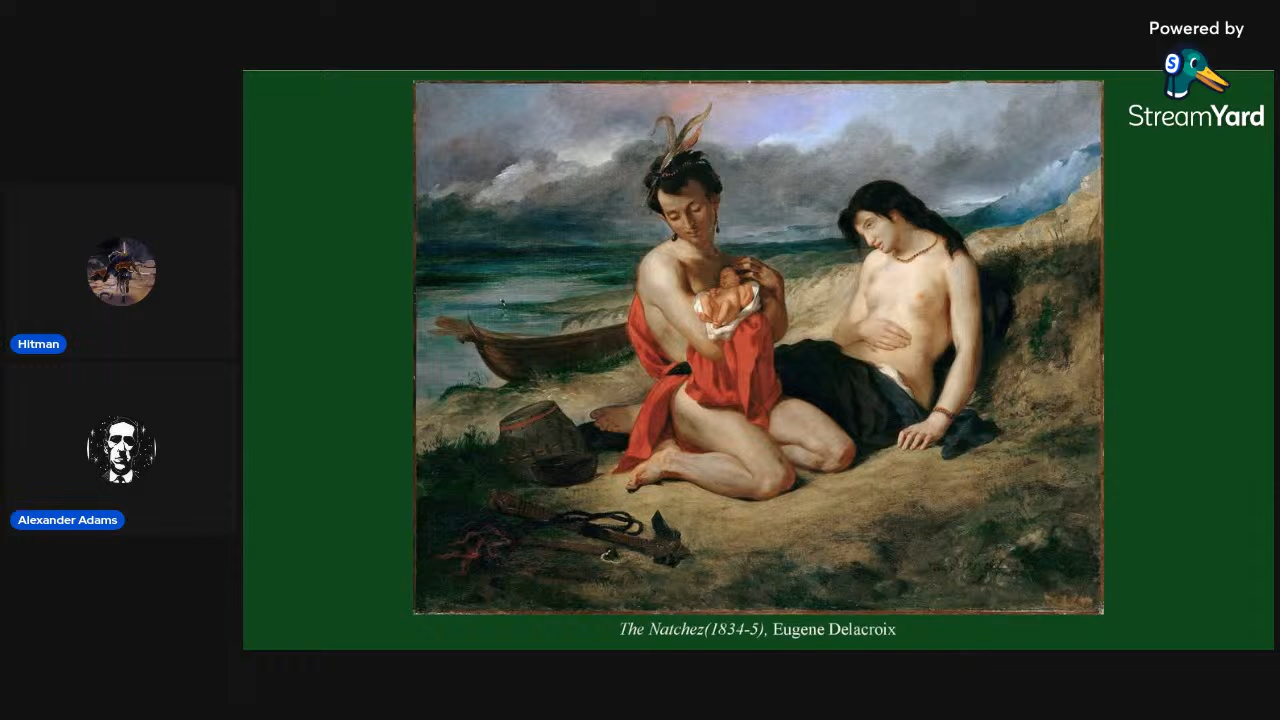 Powered by
S
StreamYard
Hitman
Alexander Adams
The Natchez(1834-5), Eugene Delacroix